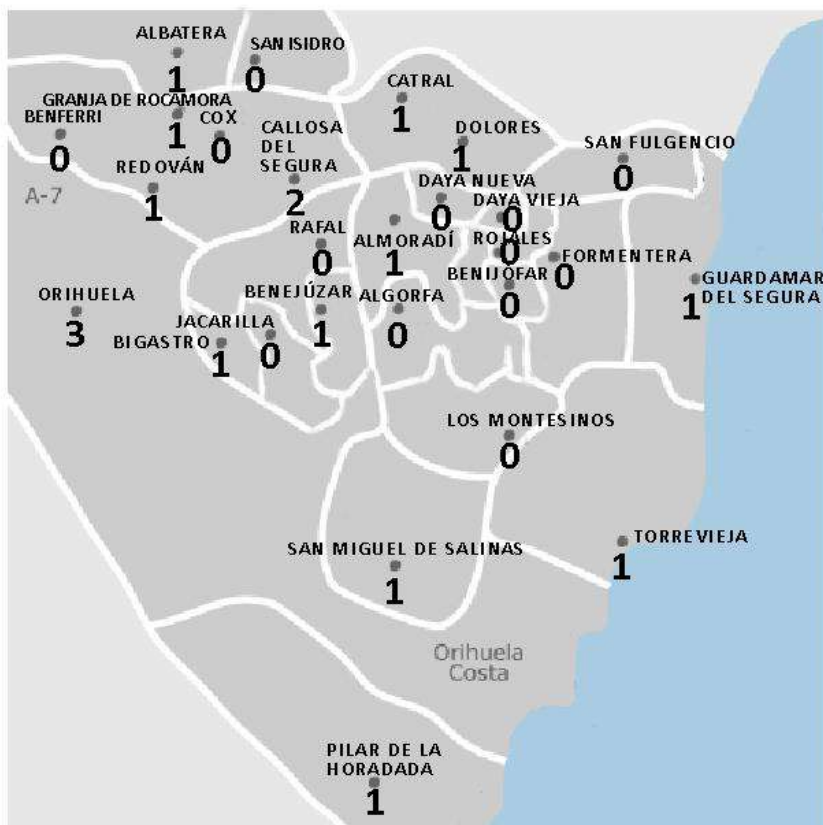 ALBATERA
1
SAN ISIDRO
0
GRANJA DE ROCAMORA
1
BENFERRI
0
COX
0
CATRAL
1
DOLORES
1
SAN FULGENCIO
0
CALLOSA
DEL
SEGURA
2
REDOVÁN
1
A-7
DAYA NUEVA
0
DAYA VIEJA
0
RAFAL
0
ALMORADÍ
1
ROJALES
0
FORMENTERA
0
BENIJÓFAR
0
GUARDAMAR
DEL SEGURA
1
ORIHUELA
3
BENEJÚZAR
1
ALGORFA
0
JACARILLA
0
BIGASTRO
1
LOS MONTESINOS
0
SAN MIGUEL DE SALINAS
1
TORREVIEJA
1
Orihuela
Costa
PILAR DE LA
HORADADA
1